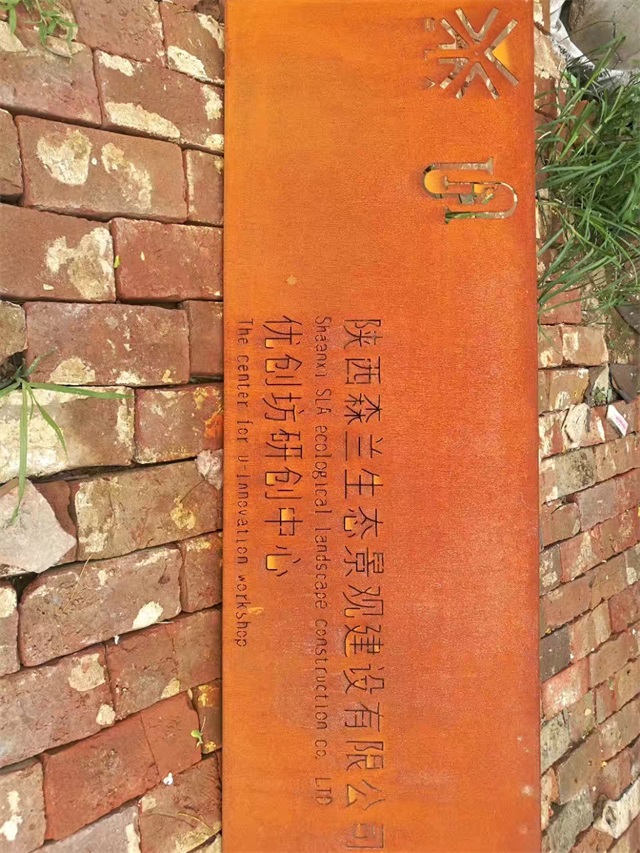 陕西森兰生态景观建设有限公司
Shaanxi SLA ecological landscape construction CO. LTD
优创坊研创中心
The center for U-innovation workshop